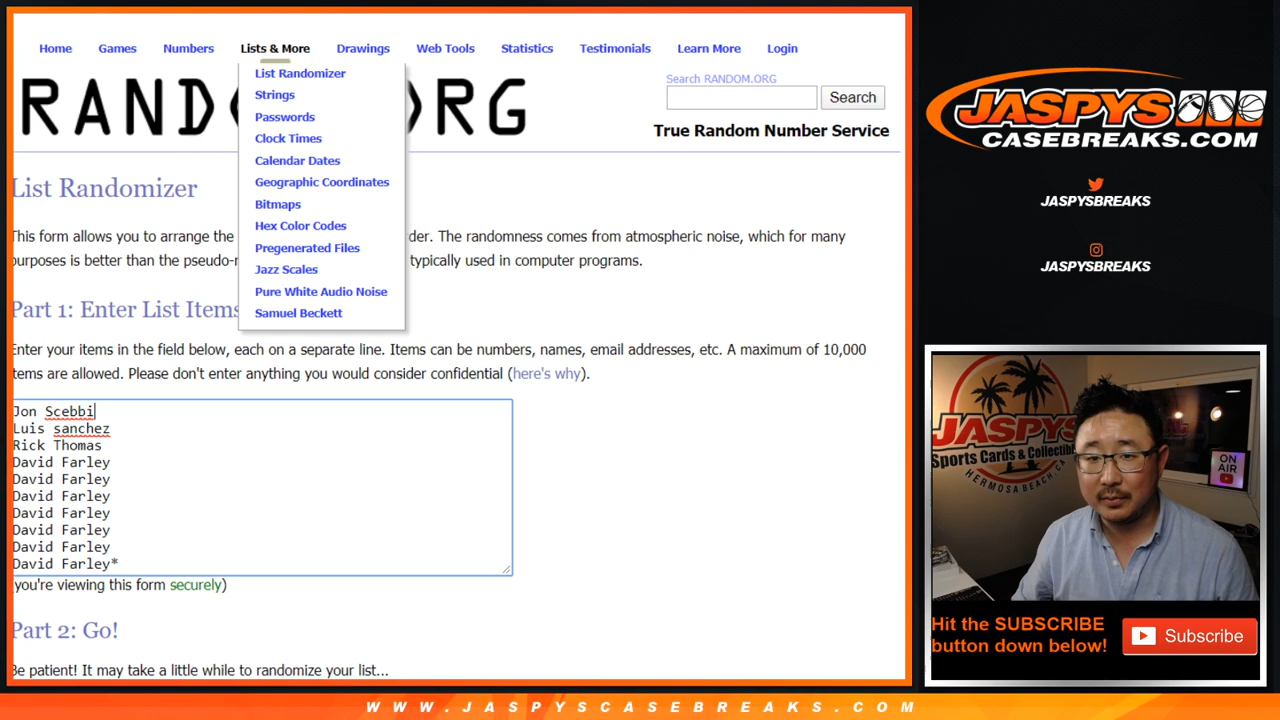 Home Games Numbers Lists & More Drawings Web Tools Statistics Testimonials Learn More Login
List Randomizer
Strings
Passwords
Clock Times
Calendar Dates
Geographic Coordinates
Bitmaps
Hex Color Codes
Pregenerated Files
Jazz Scales
Pure White Audio Noise
Samuel Beckett
Search RANDOM.ORG
Search
True Random Number Service
List Randomizer
This form allows you to arrange the der. The randomness comes from atmospheric noise, which for many
purposes is better than the pseudo-r typically used in computer programs.
Part 1: Enter List Items
Enter your items in the field below, each on a separate line. Items can be numbers, names, email addresses, etc. A maximum of 10,000
items are allowed. Please don't enter anything you would consider confidential (here's why).
Jon Scebbi
Luis sanchez
Rick Thomas
David Farley
David Farley
David Farley
David Farley
David Farley
David Farley
David Farley*
(you're viewing this form securely)
Part 2: Go!
Be patient! It may take a little while to randomize your list...
JASPYS
CASEBREAKS.COM
JASPYSBREAKS
JASPYSBREAKS
JASPYS
Sports Cards & Collectib
HERMOSA BEACH, CA
ON
AIR
Hit the SUBSCRIBE
button down below!
Subscribe
WWW.JASPYSCASEBREAKS.COM